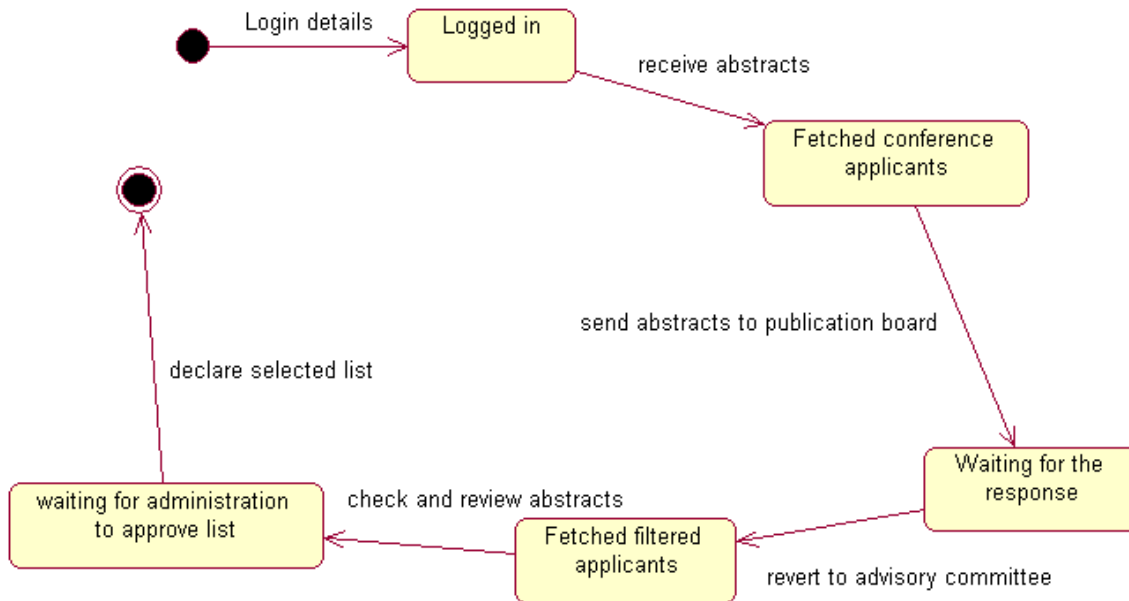 Login details
Logged in
receive abstracts
Fetched conference
applicants
send abstracts to publication board
Waiting for the
response
revert to advisory committee
Fetched filtered
applicants
check and review abstracts
waiting for administration
to approve list
declare selected list